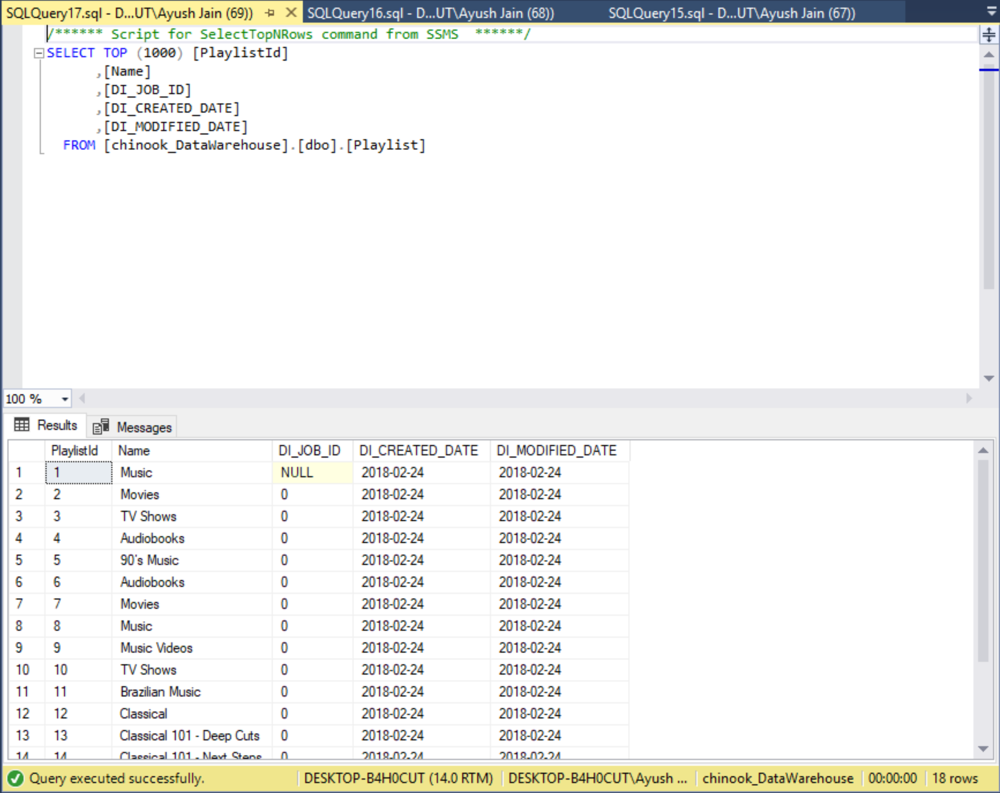 SQLQuery17.sql - D...UT\Ayush Jain (69)) SQLQuery16.sql - D...UT\Ayush Jain (68)) SQLQuery15.sql - D...UT\Ayush Jain (67))
/****** Script for SelectTopNRows command from SSMS  ******/
SELECT TOP (1000) [PlaylistId]
,[Name]
,[DI_JOB_ID]
,[DI_CREATED_DATE]
,[DI_MODIFIED_DATE]
FROM [chinook_DataWarehouse].[dbo].[Playlist]
100 %
Results Messages
PlaylistId Name DI_JOB_ID DI_CREATED_DATE DI_MODIFIED_DATE
1 1 Music NULL 2018-02-24 2018-02-24
2 2 Movies 0 2018-02-24 2018-02-24
3 3 TV Shows 0 2018-02-24 2018-02-24
4 4 Audiobooks 0 2018-02-24 2018-02-24
5 5 90's Music 0 2018-02-24 2018-02-24
6 6 Audiobooks 0 2018-02-24 2018-02-24
7 7 Movies 0 2018-02-24 2018-02-24
8 8 Music 0 2018-02-24 2018-02-24
9 9 Music Videos 0 2018-02-24 2018-02-24
10 10 TV Shows 0 2018-02-24 2018-02-24
11 11 Brazilian Music 0 2018-02-24 2018-02-24
12 12 Classical 0 2018-02-24 2018-02-24
13 13 Classical 101 - Deep Cuts 0 2018-02-24 2018-02-24
14 14 Classical 101 - Next Steps 0 2018-02-24 2018-02-24
Query executed successfully. DESKTOP-B4H0CUT (14.0 RTM) DESKTOP-B4H0CUT\Ayush ... chinook_DataWarehouse 00:00:00 18 rows